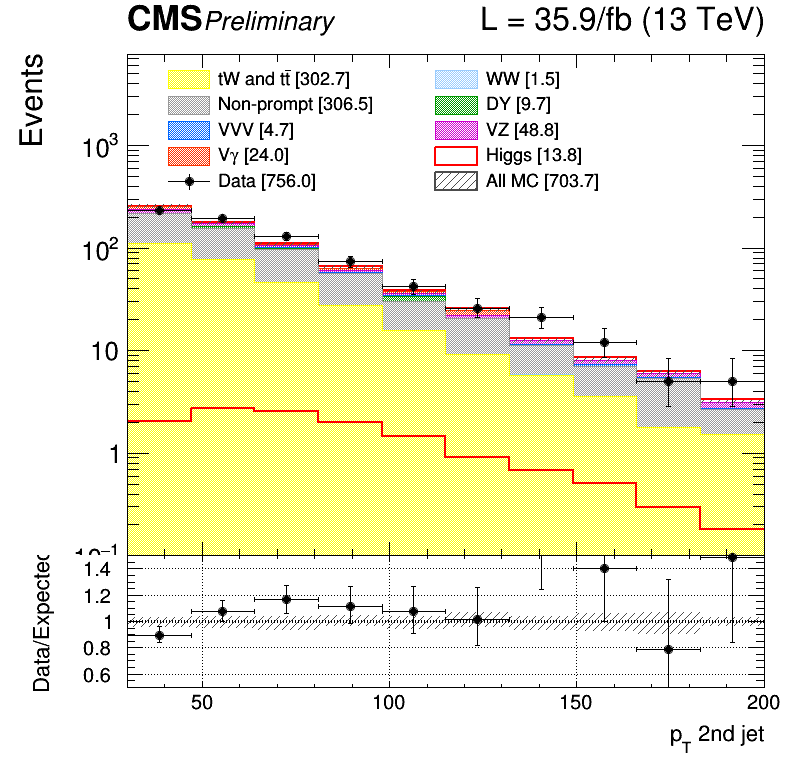 CMS Preliminary L = 35.9/fb (13 TeV)
Events
tW and tt̄ [302.7] WW [1.5]
Non-prompt [306.5] DY [9.7]
VVV [4.7] VZ [48.8]
Vγ [24.0] Higgs [13.8]
Data [756.0] All MC [703.7]
10³
10²
10
1
Data/Expected
1.4
1.2
1
0.8
0.6
50 100 150 200
p_T 2nd jet